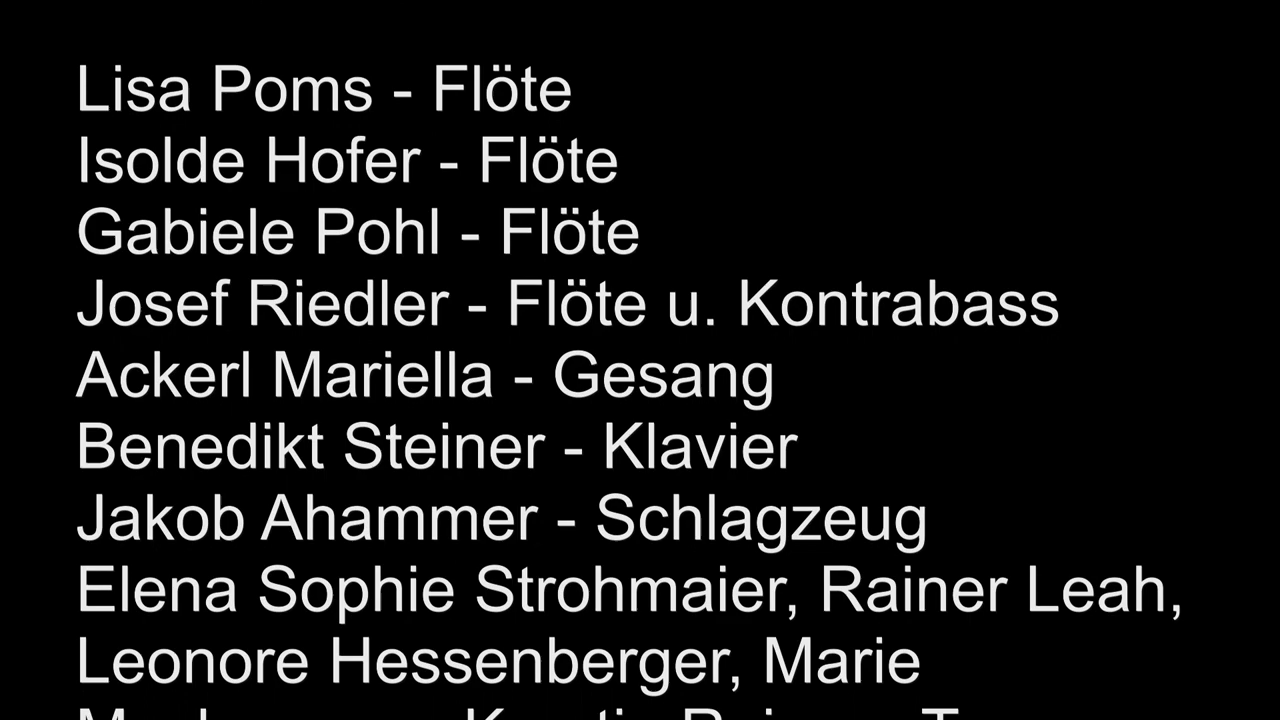 Lisa Poms - Flöte
Isolde Hofer - Flöte
Gabiele Pohl - Flöte
Josef Riedler - Flöte u. Kontrabass
Ackerl Mariella - Gesang
Benedikt Steiner - Klavier
Jakob Ahammer - Schlagzeug
Elena Sophie Strohmaier, Rainer Leah,
Leonore Hessenberger, Marie